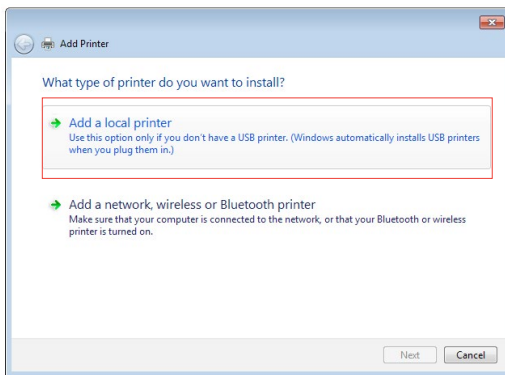 Add Printer
What type of printer do you want to install?
Add a local printer
Use this option only if you don't have a USB printer. (Windows automatically installs USB printers
when you plug them in.)
Add a network, wireless or Bluetooth printer
Make sure that your computer is connected to the network, or that your Bluetooth or wireless
printer is turned on.
Next Cancel